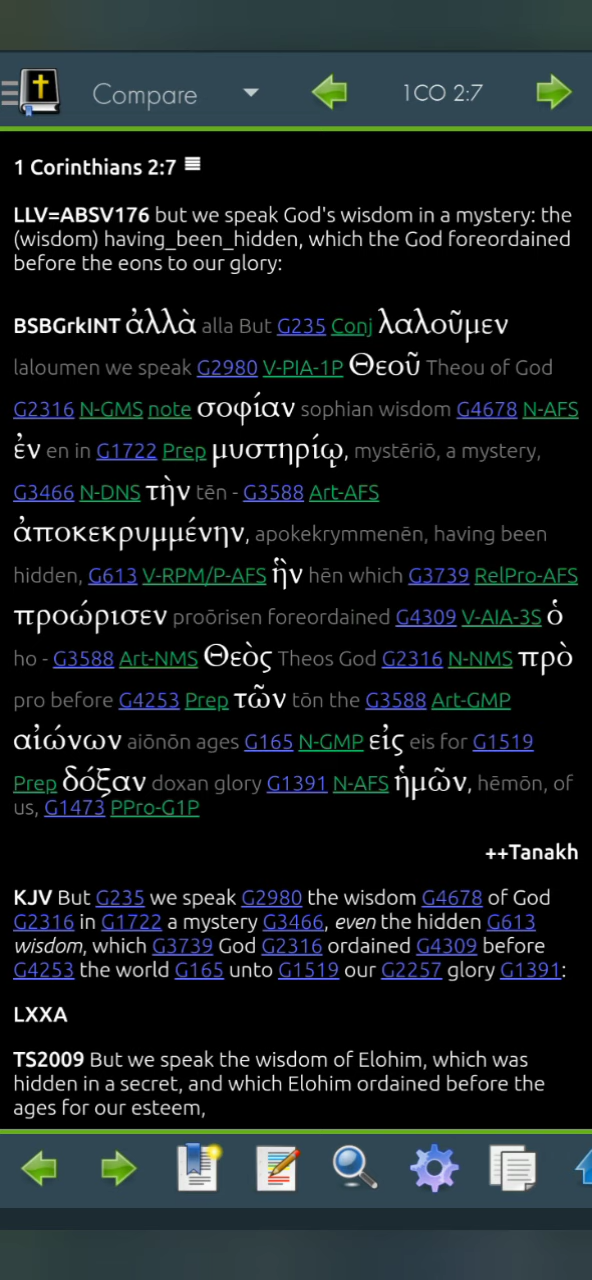 Compare
1CO 2:7
1 Corinthians 2:7
LLV=ABSV176 but we speak God's wisdom in a mystery: the
(wisdom) having_been_hidden, which the God foreordained
before the eons to our glory:
BSBGrkINT ἀλλὰ alla But G235 Conj λαλοῦμεν
laloumen we speak G2980 V-PIA-1P Θεοῦ Theou of God
G2316 N-GMS note σοφίαν sophian wisdom G4678 N-AFS
ἐν en in G1722 Prep μυστηρίῳ, mystēriō, a mystery,
G3466 N-DNS τὴν tēn - G3588 Art-AFS
ἀποκεκρυμμένην, apokekrymmenēn, having been
hidden, G613 V-RPM/P-AFS ἣν hēn which G3739 RelPro-AFS
προώρισεν proōrisen foreordained G4309 V-AIA-3S ὁ
ho - G3588 Art-NMS Θεὸς Theos God G2316 N-NMS πρὸ
pro before G4253 Prep τῶν tōn the G3588 Art-GMP
αἰώνων aiōnōn ages G165 N-GMP εἰς eis for G1519
Prep δόξαν doxan glory G1391 N-AFS ἡμῶν, hēmōn, of
us, G1473 PPro-G1P
++Tanakh
KJV But G235 we speak G2980 the wisdom G4678 of God
G2316 in G1722 a mystery G3466, even the hidden G613
wisdom, which G3739 God G2316 ordained G4309 before
G4253 the world G165 unto G1519 our G2257 glory G1391:
LXXA
TS2009 But we speak the wisdom of Elohim, which was
hidden in a secret, and which Elohim ordained before the
ages for our esteem,